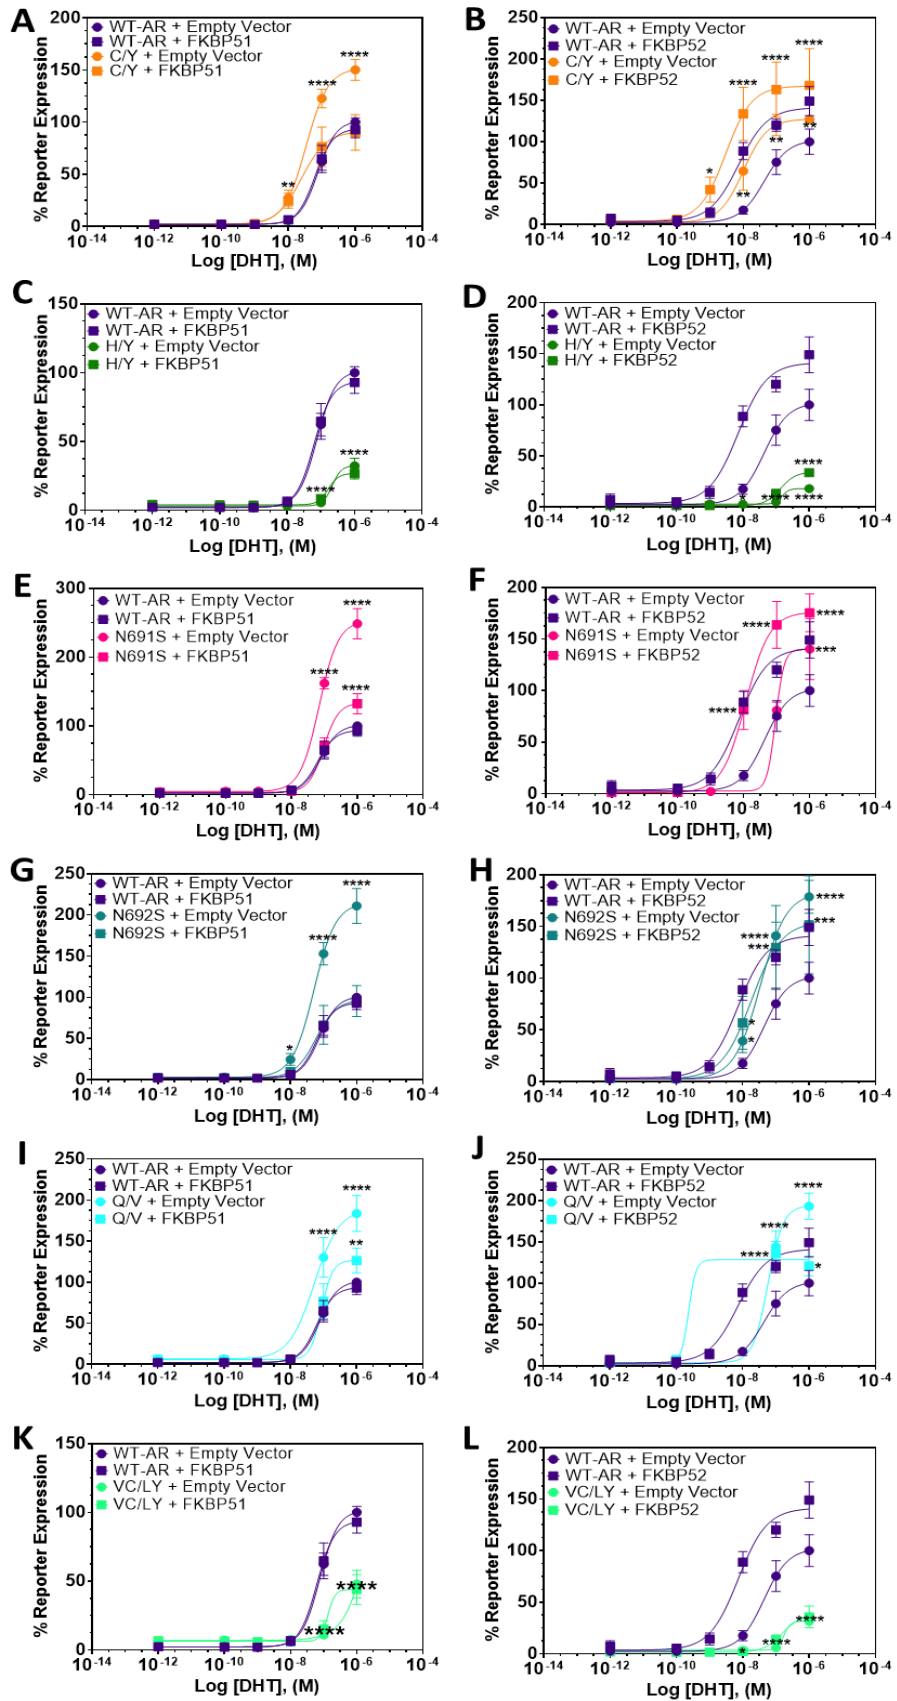 A
% Reporter Expression
200
150
100
50
0
WT-AR + Empty Vector
WT-AR + FKBP51
C/Y + Empty Vector
C/Y + FKBP51
**
****
****
10-14
10-12
10-10
10-8
10-6
10-4
Log [DHT], (M)
B
% Reporter Expression
250
200
150
100
50
0
WT-AR + Empty Vector
WT-AR + FKBP52
C/Y + Empty Vector
C/Y + FKBP52
*
****
****
****
**
**
**
10-14
10-12
10-10
10-8
10-6
10-4
Log [DHT], (M)
C
% Reporter Expression
150
100
50
0
WT-AR + Empty Vector
WT-AR + FKBP51
H/Y + Empty Vector
H/Y + FKBP51
****
****
10-14
10-12
10-10
10-8
10-6
10-4
Log [DHT], (M)
D
% Reporter Expression
200
150
100
50
0
WT-AR + Empty Vector
WT-AR + FKBP52
H/Y + Empty Vector
H/Y + FKBP52
****
*
****
****
10-14
10-12
10-10
10-8
10-6
10-4
Log [DHT], (M)
E
% Reporter Expression
300
200
100
0
WT-AR + Empty Vector
WT-AR + FKBP51
N691S + Empty Vector
N691S + FKBP51
****
****
****
10-14
10-12
10-10
10-8
10-6
10-4
Log [DHT], (M)
F
% Reporter Expression
200
150
100
50
0
WT-AR + Empty Vector
WT-AR + FKBP52
N691S + Empty Vector
N691S + FKBP52
****
****
****
***
10-14
10-12
10-10
10-8
10-6
10-4
Log [DHT], (M)
G
% Reporter Expression
250
200
150
100
50
0
WT-AR + Empty Vector
WT-AR + FKBP51
N692S + Empty Vector
N692S + FKBP51
****
****
*
10-14
10-12
10-10
10-8
10-6
10-4
Log [DHT], (M)
H
% Reporter Expression
200
150
100
50
0
WT-AR + Empty Vector
WT-AR + FKBP52
N692S + Empty Vector
N692S + FKBP52
****
***
****
***
*
*
10-14
10-12
10-10
10-8
10-6
10-4
Log [DHT], (M)
I
% Reporter Expression
250
200
150
100
50
0
WT-AR + Empty Vector
WT-AR + FKBP51
Q/V + Empty Vector
Q/V + FKBP51
****
****
**
10-14
10-12
10-10
10-8
10-6
10-4
Log [DHT], (M)
J
% Reporter Expression
250
200
150
100
50
0
WT-AR + Empty Vector
WT-AR + FKBP52
Q/V + Empty Vector
Q/V + FKBP52
****
****
****
*
10-14
10-12
10-10
10-8
10-6
10-4
Log [DHT], (M)
K
% Reporter Expression
150
100
50
0
WT-AR + Empty Vector
WT-AR + FKBP51
VC/LY + Empty Vector
VC/LY + FKBP51
****
****
10-14
10-12
10-10
10-8
10-6
10-4
Log [DHT], (M)
L
% Reporter Expression
200
150
100
50
0
WT-AR + Empty Vector
WT-AR + FKBP52
VC/LY + Empty Vector
VC/LY + FKBP52
****
****
*
10-14
10-12
10-10
10-8
10-6
10-4
Log [DHT], (M)